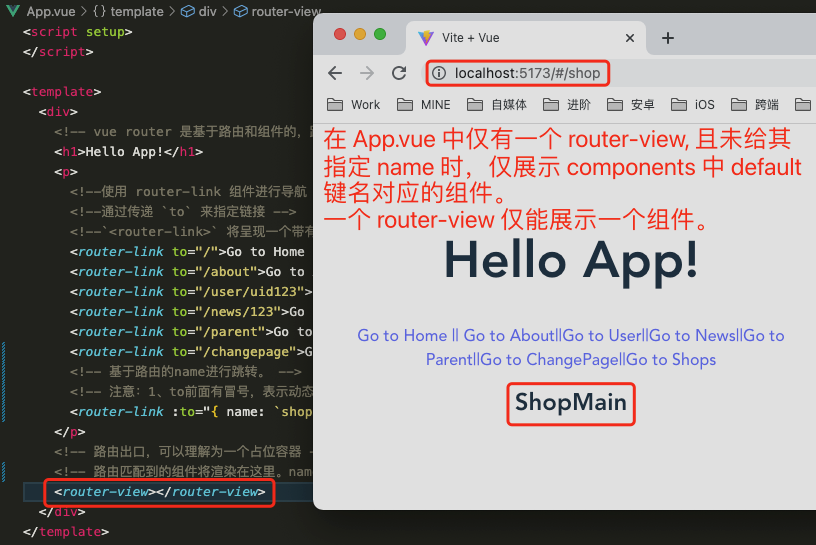 App.vue > {} template > div > router-view
<script setup>
</script>
<template>
<div>
<!-- vue router 是基于路由和组件的，
<h1>Hello App!</h1>
<p>
<!--使用 router-link 组件进行导航
<!--通过传递 `to` 来指定链接 -->
<!--`<router-link>` 将呈现一个带有
<router-link to="/">Go to Home
<router-link to="/about">Go to
<router-link to="/user/uid123">
<router-link to="/news/123">Go
<router-link to="/parent">Go to
<router-link to="/changepage">G
<!-- 基于路由的name进行跳转。 -->
<!-- 注意：1、to前面有冒号，表示动态
<router-link :to="{ name: `shop
</p>
<!-- 路由出口，可以理解为一个占位容器
<!-- 路由匹配到的组件将渲染在这里。name
<router-view></router-view>
</div>
</template>
Vite + Vue
localhost:5173/#/shop
Work MINE 自媒体 进阶 安卓 iOS 跨端
在 App.vue 中仅有一个 router-view, 且未给其
指定 name 时，仅展示 components 中 default
键名对应的组件。
一个 router-view 仅能展示一个组件。
Hello App!
Go to Home || Go to About||Go to User||Go to News||Go to
Parent||Go to ChangePage||Go to Shops
ShopMain